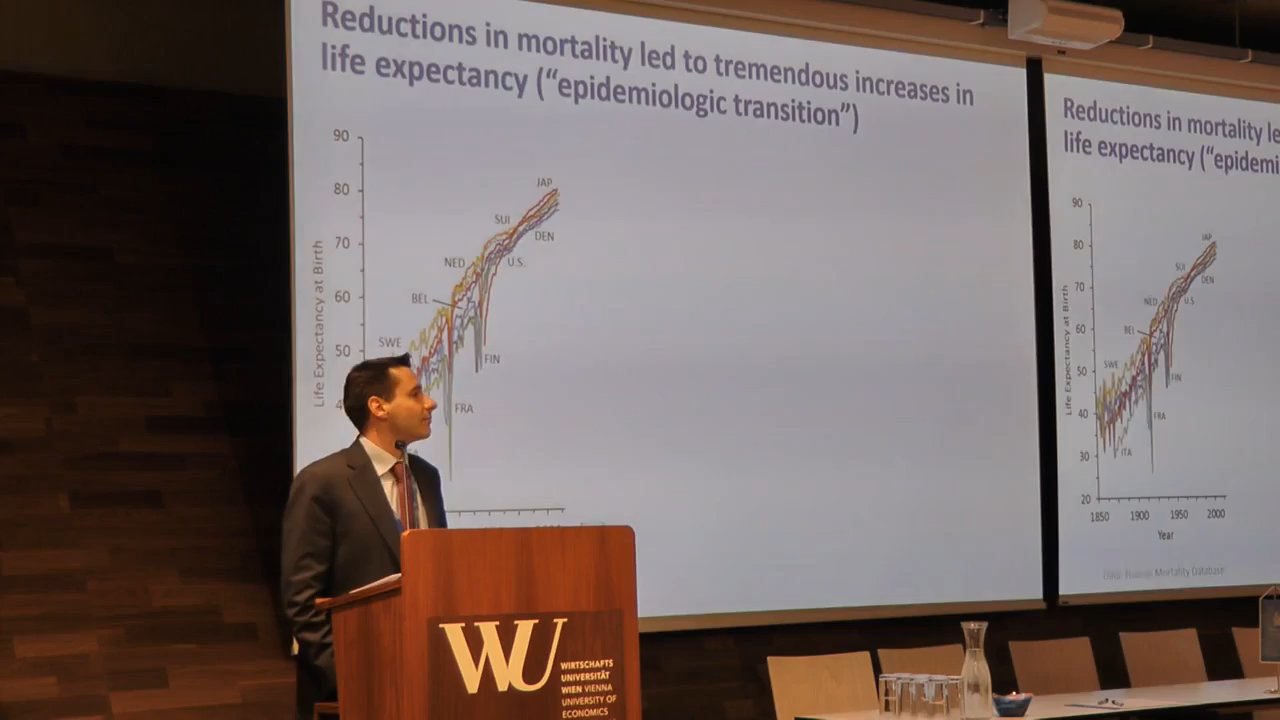 Reductions in mortality led to tremendous increases in
life expectancy (“epidemiologic transition”)
90
80
70
60
50
Life Expectancy at Birth
JAP
SUI
DEN
NED
U.S.
BEL
SWE
FIN
FRA
Reductions in mortality le
life expectancy (“epidemi
90
80
70
60
50
40
30
20
Life Expectancy at Birth
JAP
SUI
DEN
NED
U.S.
BEL
SWE
FIN
FRA
ITA
1850 1900 1950 2000
Year
Mortality Database
WU
WIRTSCHAFTS
UNIVERSITÄT
WIEN VIENNA
UNIVERSITY OF
ECONOMICS